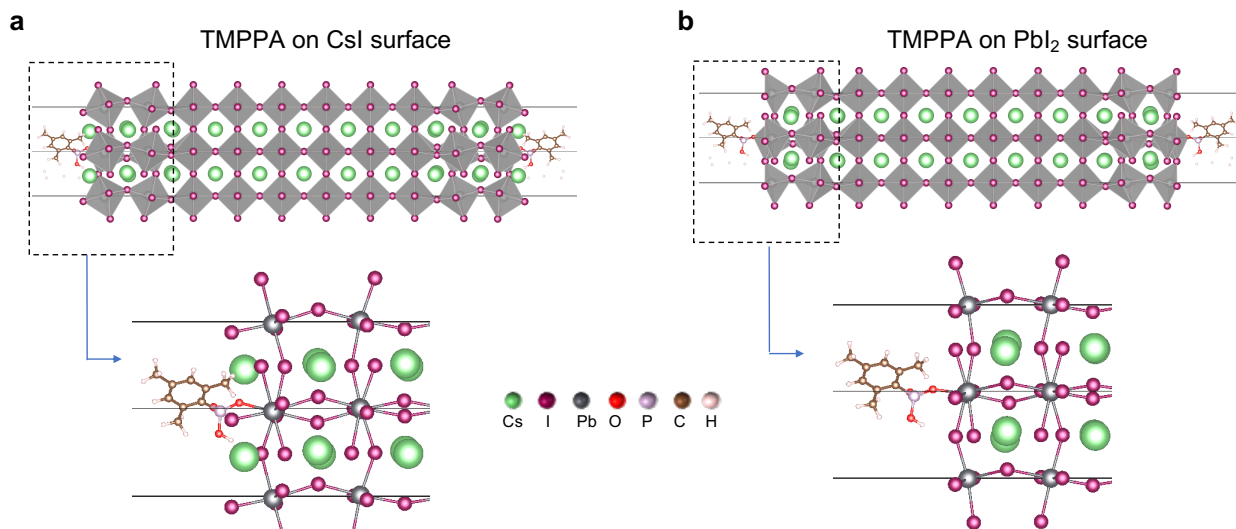 a
TMPPA on CsI surface
b
TMPPA on PbI₂ surface
Cs I Pb O P C H